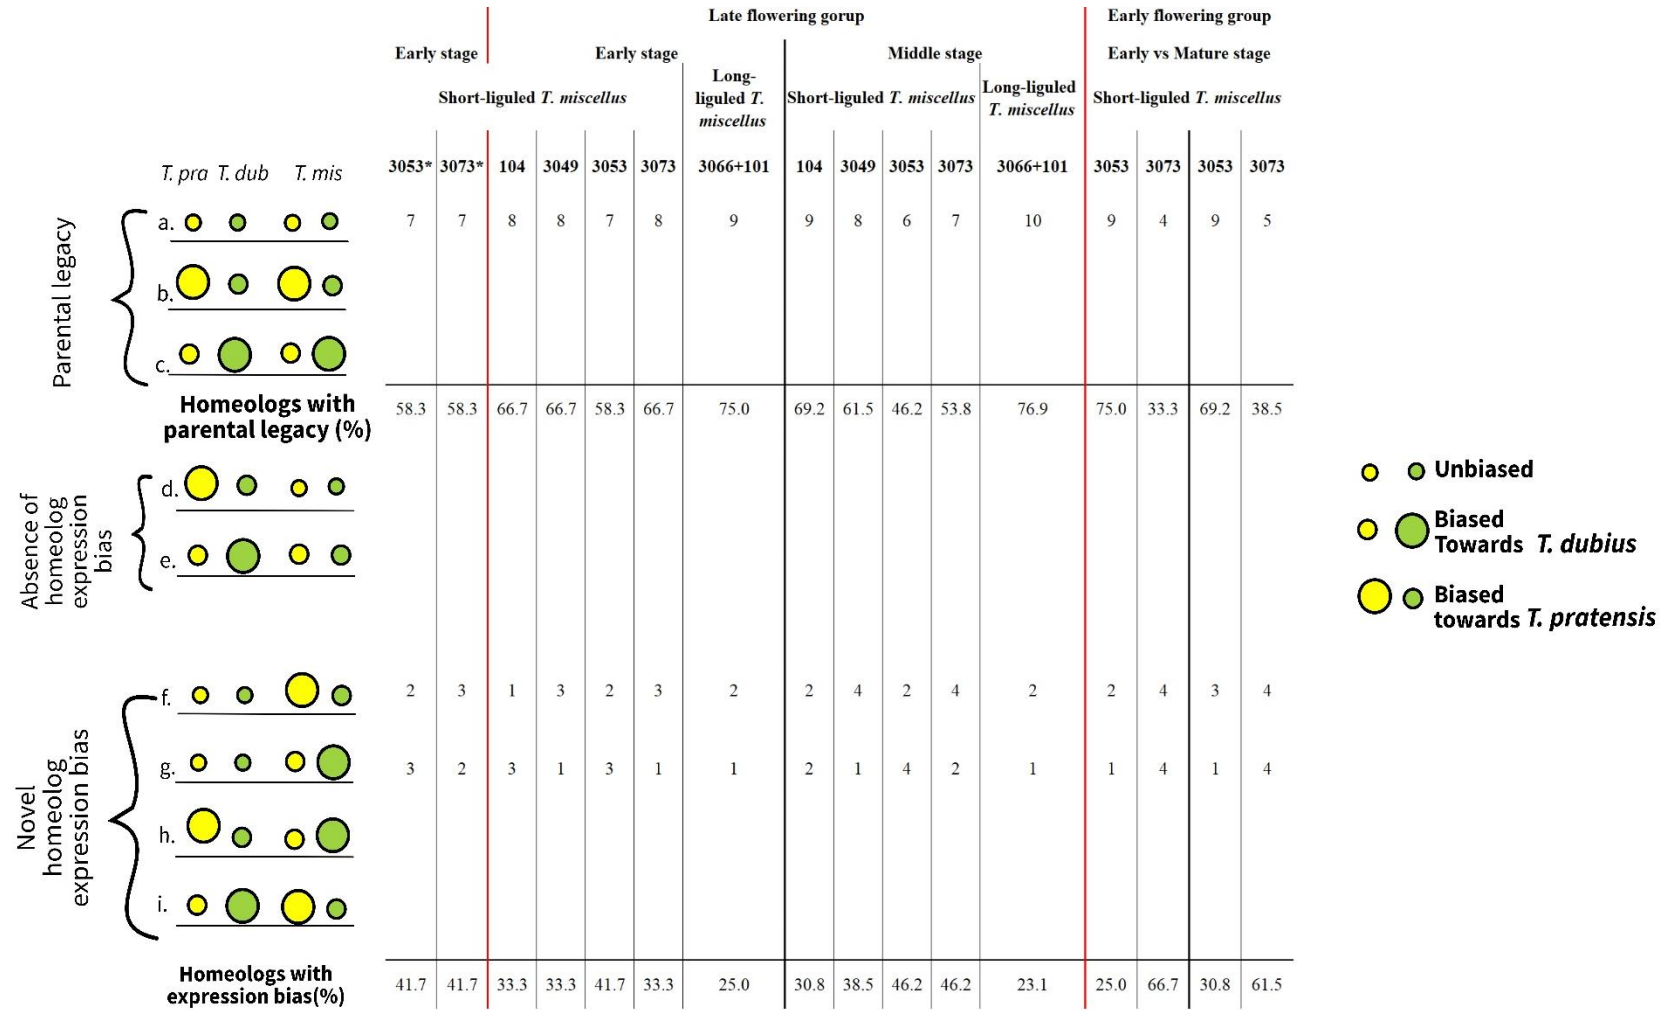 Late flowering gorup Early flowering group
Early stage Early stage Middle stage Early vs Mature stage
Short-liguled T. miscellus
Long-
liguled T.
miscellus
Short-liguled T. miscellus
Long-liguled
T. miscellus
Short-liguled T. miscellus
T. pra T. dub T. mis 3053* 3073* 104 3049 3053 3073 3066+101 104 3049 3053 3073 3066+101 3053 3073 3053 3073
Parental legacy
a. 7 7 8 8 7 8 9 9 8 6 7 10 9 4 9 5
b.
c.
Homeologs with
parental legacy (%)
58.3 58.3 66.7 66.7 58.3 66.7 75.0 69.2 61.5 46.2 53.8 76.9 75.0 33.3 69.2 38.5
Absence of
homeolog
expression
bias
d.
e.
Novel
homeolog
expression bias
f. 2 3 1 3 2 3 2 2 4 2 4 2 2 4 3 4
g. 3 2 3 1 3 1 1 2 1 4 2 1 1 4 1 4
h.
i.
Homeologs with
expression bias(%)
41.7 41.7 33.3 33.3 41.7 33.3 25.0 30.8 38.5 46.2 46.2 23.1 25.0 66.7 30.8 61.5
Unbiased
Biased
Towards T. dubius
Biased
towards T. pratensis